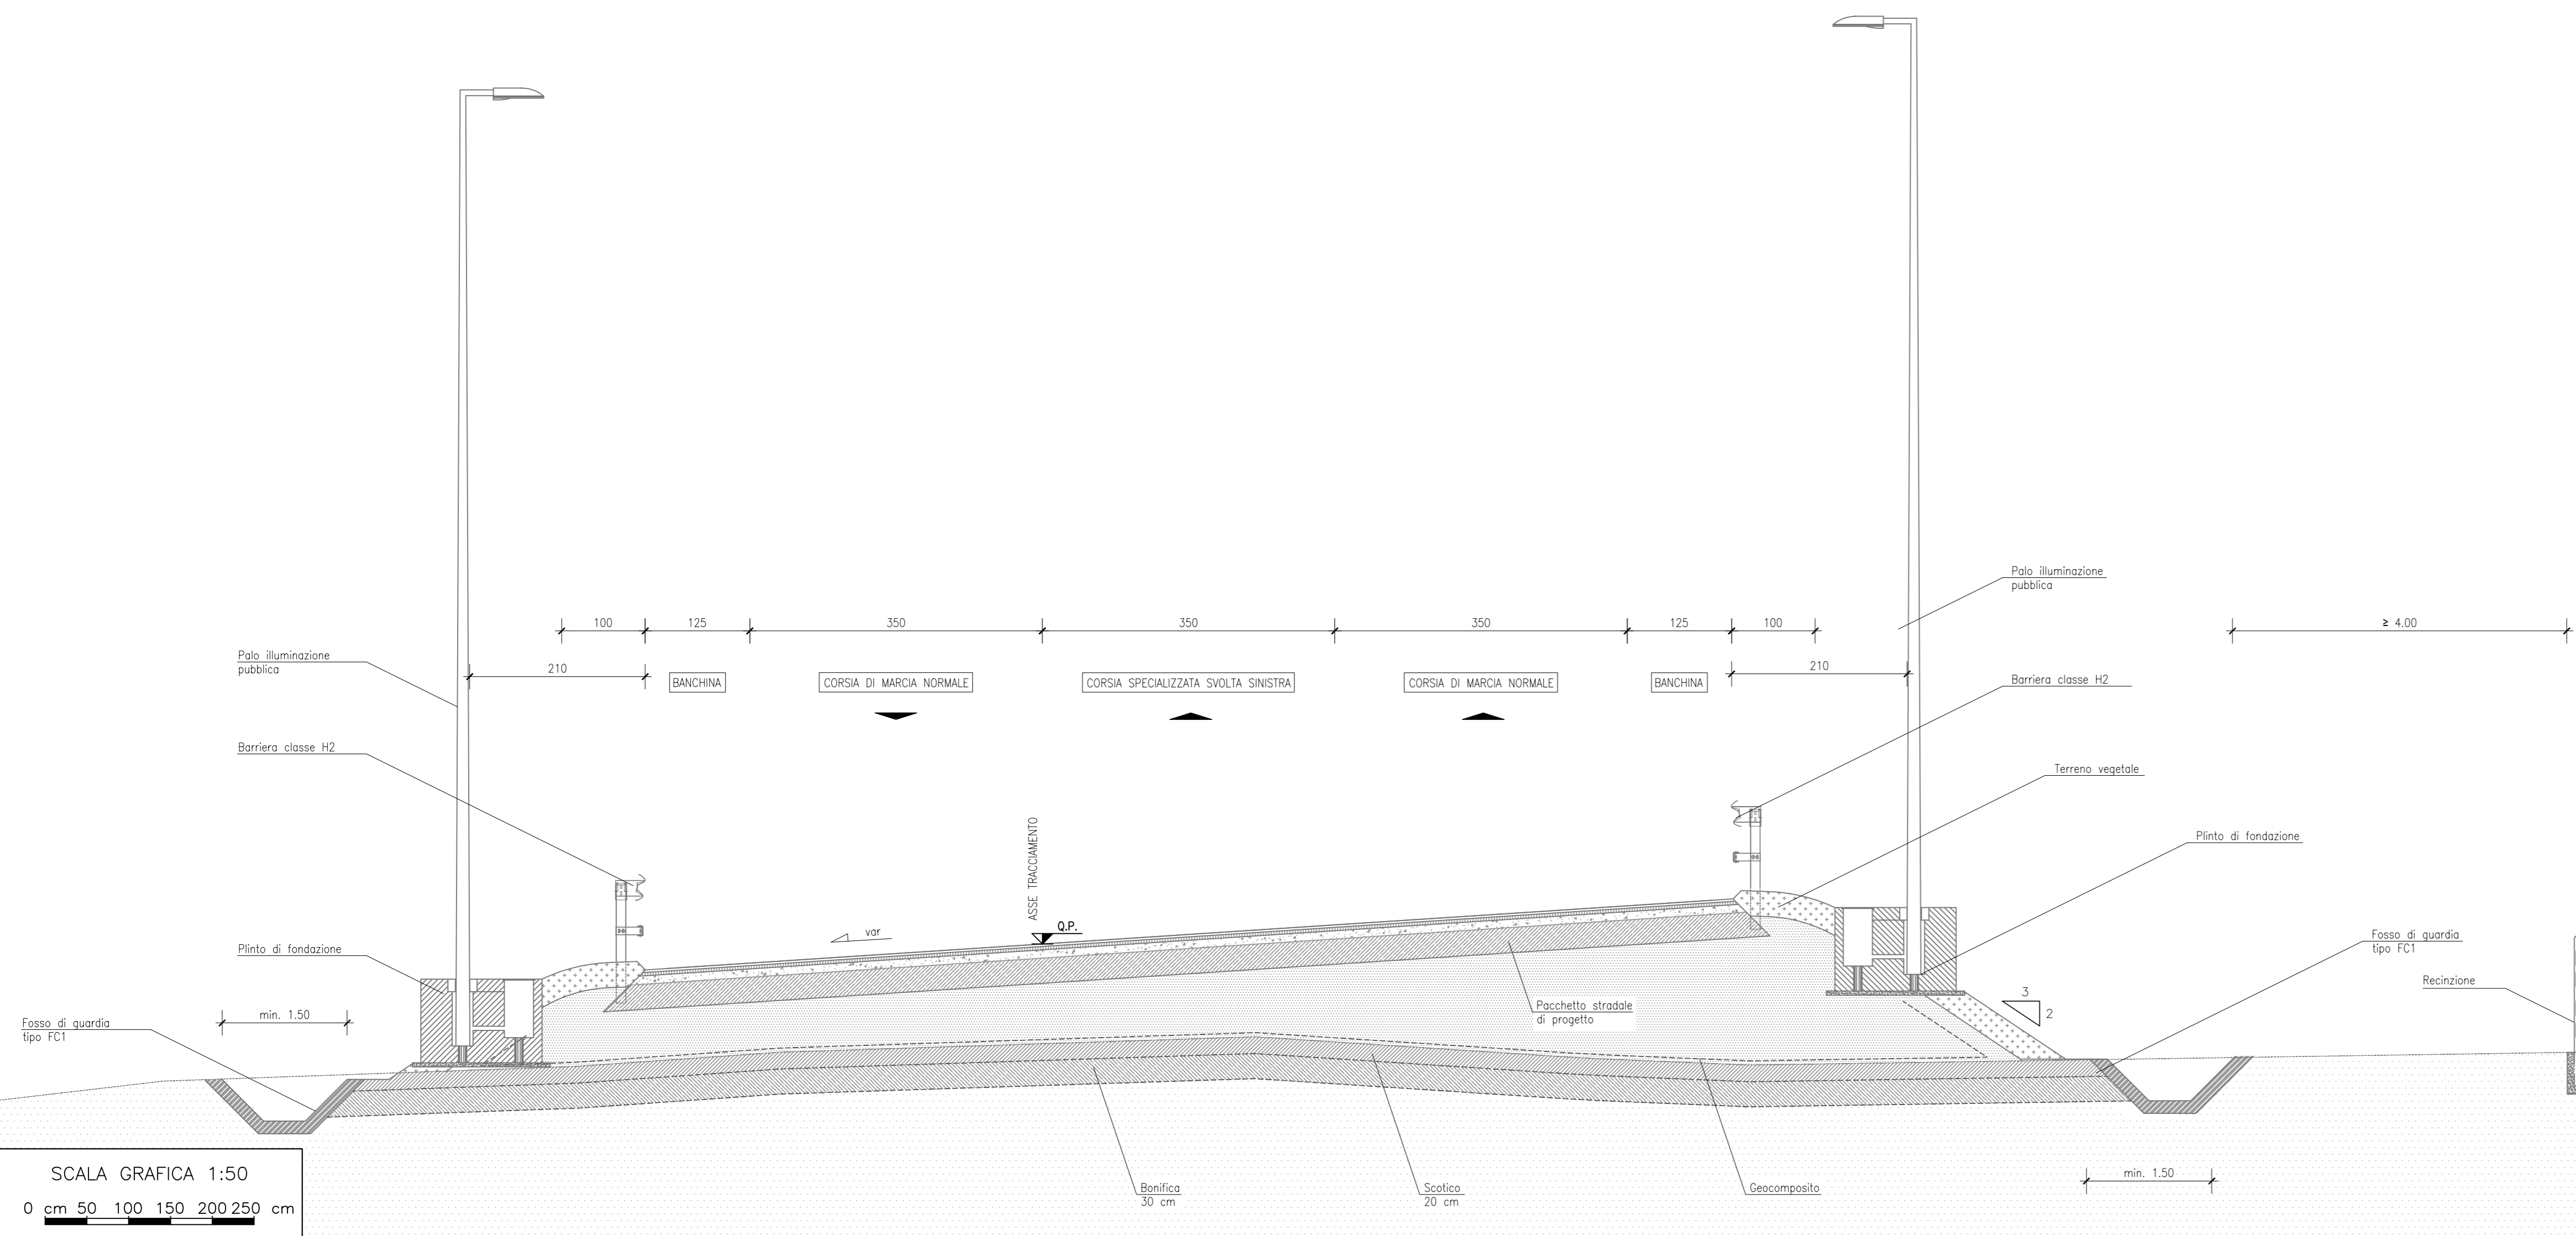 Palo illuminazione
pubblica
100
125
350
350
350
125
100
≥ 4.00
Palo illuminazione
pubblica
210
210
BANCHINA
CORSIA DI MARCIA NORMALE
CORSIA SPECIALIZZATA SVOLTA SINISTRA
CORSIA DI MARCIA NORMALE
BANCHINA
Barriera classe H2
Barriera classe H2
Terreno vegetale
ASSE TRACCIAMENTO
Plinto di fondazione
Q.P.
var
Plinto di fondazione
Fosso di guardia
tipo FC1
Recinzione
3
2
Pacchetto stradale
di progetto
min. 1.50
Fosso di guardia
tipo FC1
min. 1.50
Bonifica
30 cm
Scotico
20 cm
Geocomposito
SCALA GRAFICA 1:50
0 cm 50 100 150 200 250 cm